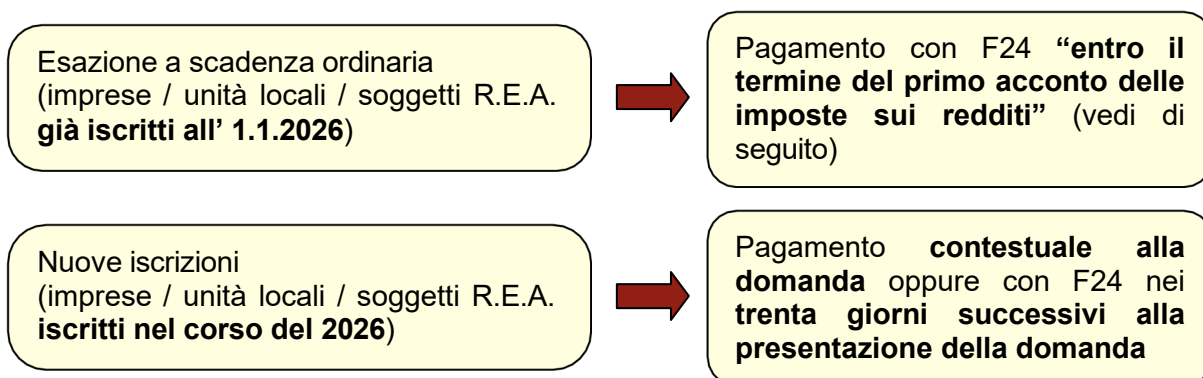 Esazione a scadenza ordinaria
(imprese / unità locali / soggetti R.E.A.
già iscritti all’ 1.1.2026)
Pagamento con F24 “entro il
termine del primo acconto delle
imposte sui redditi” (vedi di
seguito)
Nuove iscrizioni
(imprese / unità locali / soggetti R.E.A.
iscritti nel corso del 2026)
Pagamento contestuale alla
domanda oppure con F24 nei
trenta giorni successivi alla
presentazione della domanda